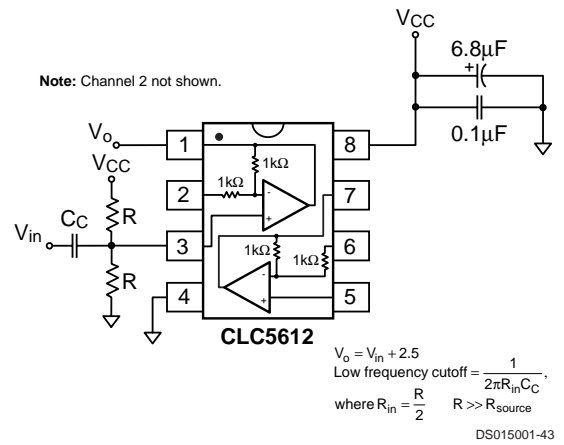 VCC
6.8µF
+
0.1µF
Note: Channel 2 not shown.
Vo
VCC
R
Vin
CC
R
1
2
3
4
8
7
6
5
1kΩ
1kΩ
-
+
1kΩ
1kΩ
-
+
CLC5612
Vo = Vin + 2.5
Low frequency cutoff = 1 / 2πRinCC,
where Rin = R / 2 R >> Rsource
DS015001-43